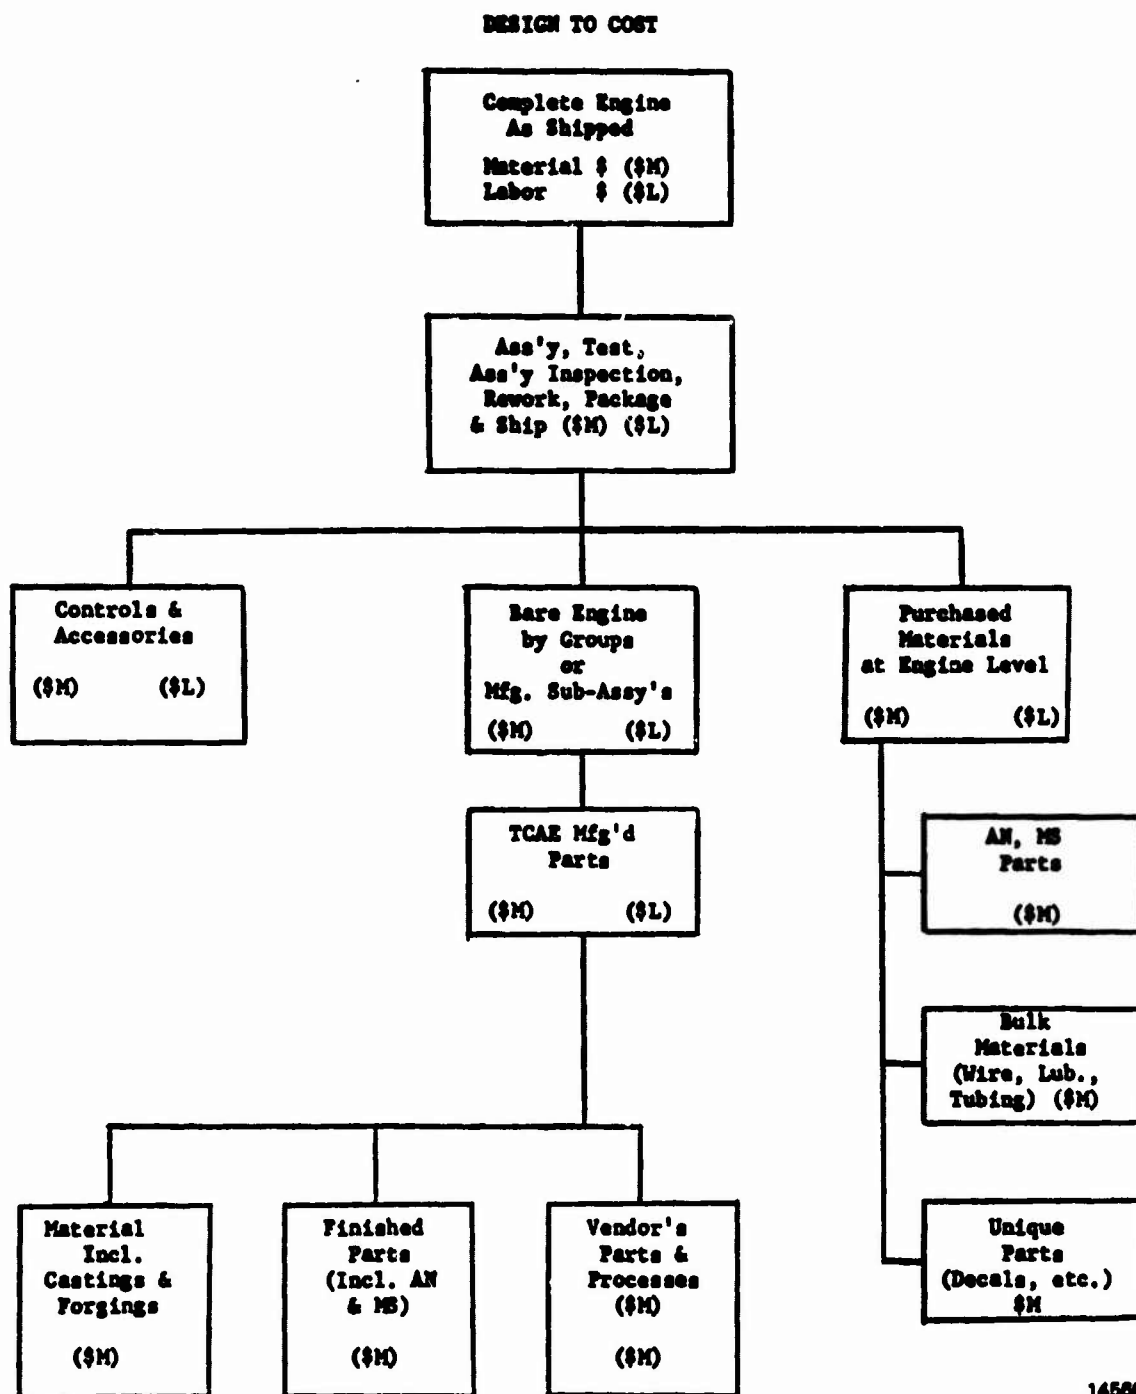 DESIGN TO COST
Complete Engine
As Shipped
Material $ ($M)
Labor $ ($L)
Ass'y, Test,
Ass'y Inspection,
Rework, Package
& Ship ($M) ($L)
Controls &
Accessories
($M) ($L)
Bare Engine
by Groups
or
Mfg. Sub-Assy's
($M) ($L)
Purchased
Materials
at Engine Level
($M) ($L)
TCAE Mfg'd
Parts
($M) ($L)
AN, MS
Parts
($M)
Bulk
Materials
(Wire, Lub.,
Tubing) ($M)
Unique
Parts
(Decals, etc.)
$M
Material
Incl.
Castings &
Forgings
($M)
Finished
Parts
(Incl. AN
& MS)
($M)
Vendor's
Parts &
Processes
($M)
($M)